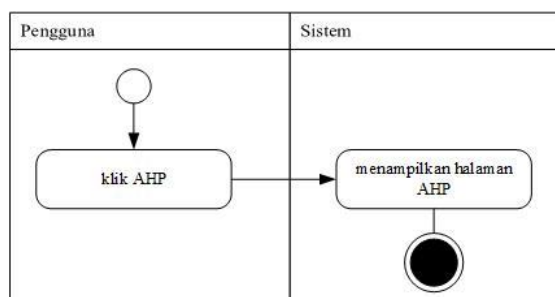 Pengguna
Sistem
klik AHP
menampilkan halaman
AHP